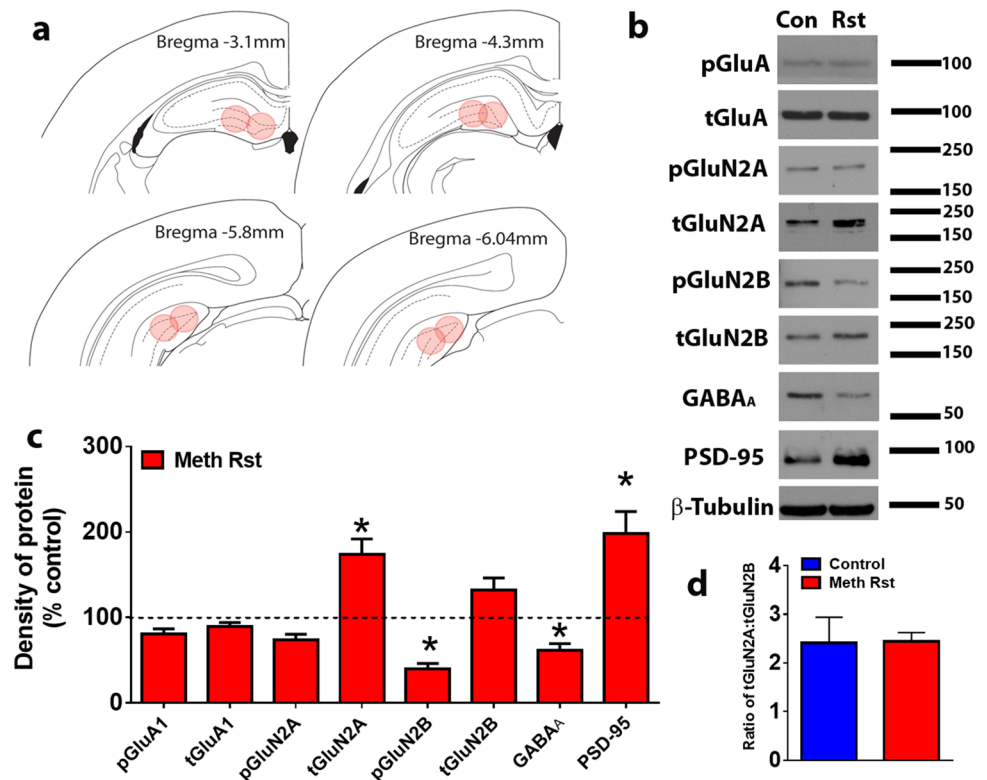 a
Bregma -3.1mm
Bregma -4.3mm
Bregma -5.8mm
Bregma -6.04mm
b
Con Rst
pGluA 100
tGluA 100
pGluN2A 250
150
tGluN2A 250
150
pGluN2B 250
150
tGluN2B 250
150
GABAA 50
PSD-95 100
β-Tubulin 50
c
Density of protein
(% control)
300
200
100
0
Meth Rst
*
*
*
*
pGluA1
tGluA1
pGluN2A
tGluN2A
pGluN2B
tGluN2B
GABAA
PSD-95
d
Ratio of tGluN2A:tGluN2B
4
3
2
1
0
Control
Meth Rst